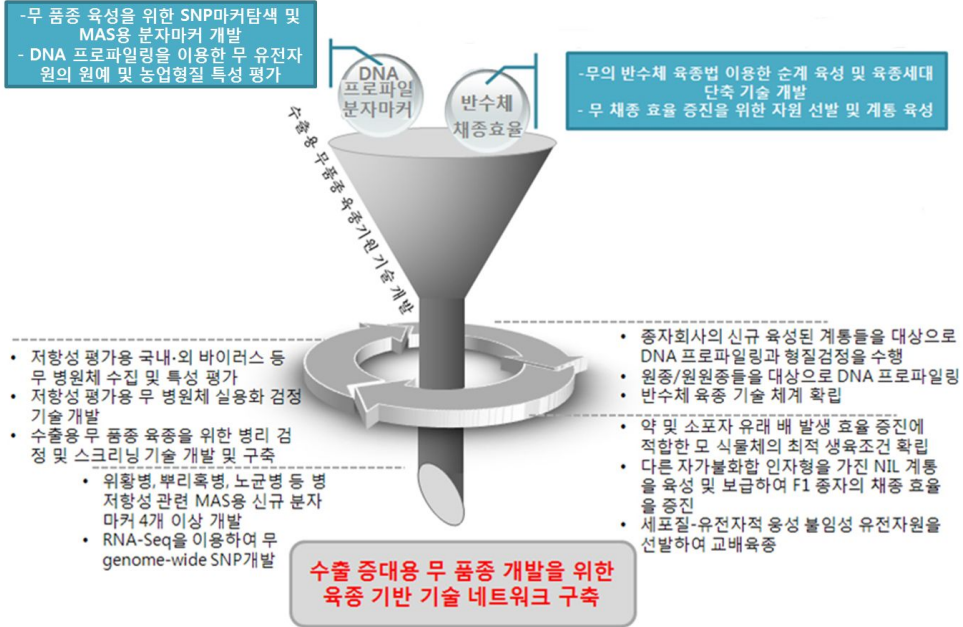 -무 품종 육성을 위한 SNP마커탐색 및
MAS용 분자마커 개발
- DNA 프로파일링을 이용한 무 유전자
원의 원예 및 농업형질 특성 평가
DNA
프로파일
분자마커
반수체
채종효율
-무의 반수체 육종법 이용한 순계 육성 및 육종세대
단축 기술 개발
- 무 채종 효율 증진을 위한 자원 선발 및 계통 육성
수출용 무품종 육종기원 기술 개발
• 저항성 평가용 국내·외 바이러스 등
무 병원체 수집 및 특성 평가
• 저항성 평가용 무 병원체 실용화 검정
기술 개발
• 수출용 무 품종 육종을 위한 병리 검
정 및 스크리닝 기술 개발 및 구축
• 위황병, 뿌리혹병, 노균병 등 병
저항성 관련 MAS용 신규 분자
마커 4개 이상 개발
• RNA-Seq을 이용하여 무
genome-wide SNP개발
• 종자회사의 신규 육성된 계통들을 대상으로
DNA 프로파일링과 형질검정을 수행
• 원종/원원종들을 대상으로 DNA 프로파일링
• 반수체 육종 기술 체계 확립
• 약 및 소포자 유래 배 발생 효율 증진에
적합한 모 식물체의 최적 생육조건 확립
• 다른 자가불화합 인자형을 가진 NIL 계통
을 육성 및 보급하여 F1 종자의 채종 효율
을 증진
• 세포질-유전자적 웅성 불임성 유전자원을
선발하여 교배육종
수출 증대용 무 품종 개발을 위한
육종 기반 기술 네트워크 구축